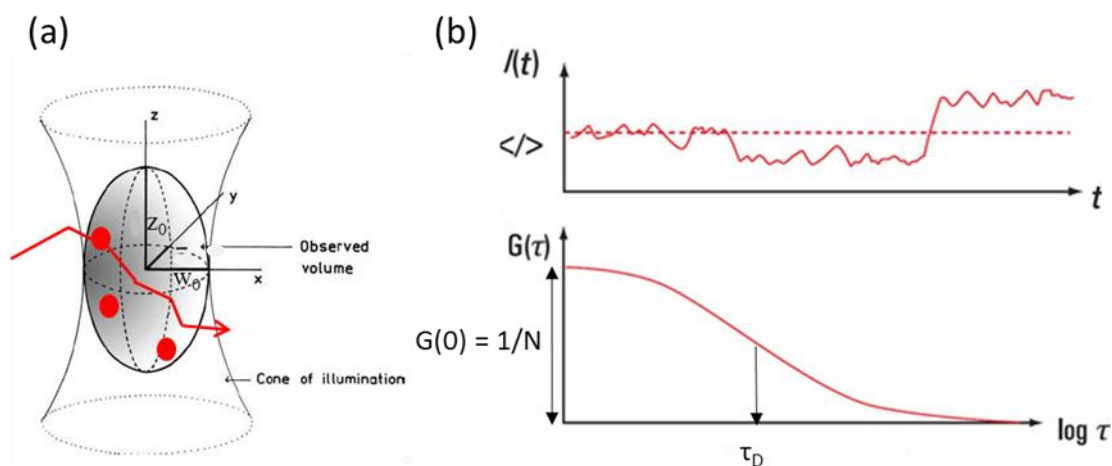 (a)
z
y
Z₀
Observed
volume
x
W₀
Cone of illumination
(b)
I(t)
<I>
t
G(τ)
G(0) = 1/N
log τ
τD